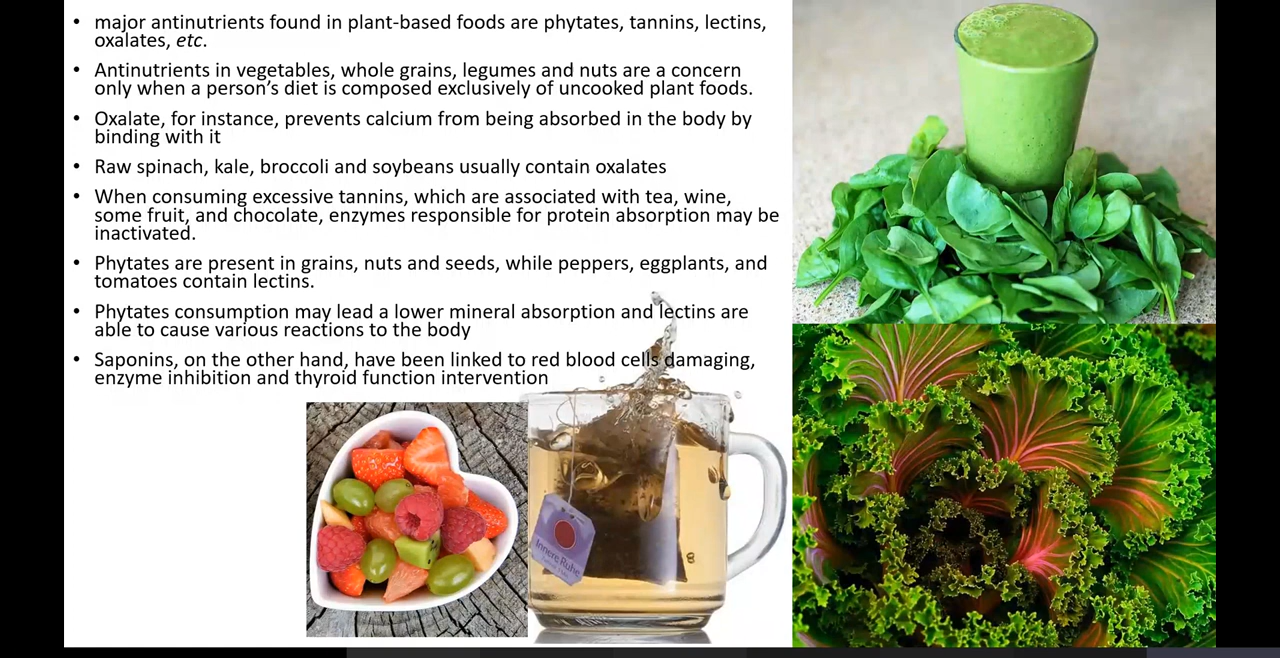 • major antinutrients found in plant-based foods are phytates, tannins, lectins,
oxalates, etc.
• Antinutrients in vegetables, whole grains, legumes and nuts are a concern
only when a person’s diet is composed exclusively of uncooked plant foods.
• Oxalate, for instance, prevents calcium from being absorbed in the body by
binding with it
• Raw spinach, kale, broccoli and soybeans usually contain oxalates
• When consuming excessive tannins, which are associated with tea, wine,
some fruit, and chocolate, enzymes responsible for protein absorption may be
inactivated.
• Phytates are present in grains, nuts and seeds, while peppers, eggplants, and
tomatoes contain lectins.
• Phytates consumption may lead a lower mineral absorption and lectins are
able to cause various reactions to the body
• Saponins, on the other hand, have been linked to red blood cells damaging,
enzyme inhibition and thyroid function intervention
Innere Ruhe